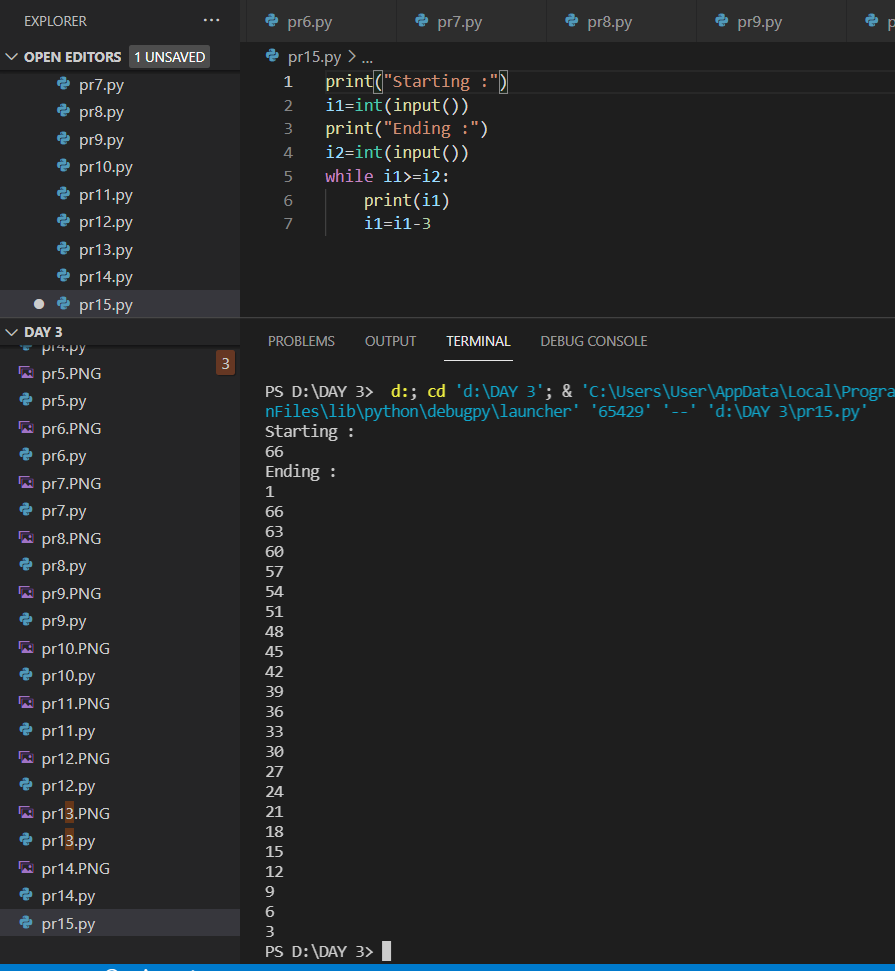 EXPLORER
OPEN EDITORS 1 UNSAVED
pr7.py
pr8.py
pr9.py
pr10.py
pr11.py
pr12.py
pr13.py
pr14.py
pr15.py
DAY 3
pr4.py
3
pr5.PNG
pr5.py
pr6.PNG
pr6.py
pr7.PNG
pr7.py
pr8.PNG
pr8.py
pr9.PNG
pr9.py
pr10.PNG
pr10.py
pr11.PNG
pr11.py
pr12.PNG
pr12.py
pr13.PNG
pr13.py
pr14.PNG
pr14.py
pr15.py
pr6.py pr7.py pr8.py pr9.py
pr15.py > ...
1 print("Starting :")
2 i1=int(input())
3 print("Ending :")
4 i2=int(input())
5 while i1>=i2:
6     print(i1)
7     i1=i1-3
PROBLEMS OUTPUT TERMINAL DEBUG CONSOLE
PS D:\DAY 3>  d:; cd 'd:\DAY 3'; & 'C:\Users\User\AppData\Local\Progra
nFiles\lib\python\debugpy\launcher' '65429' '--' 'd:\DAY 3\pr15.py'
Starting :
66
Ending :
1
66
63
60
57
54
51
48
45
42
39
36
33
30
27
24
21
18
15
12
9
6
3
PS D:\DAY 3>